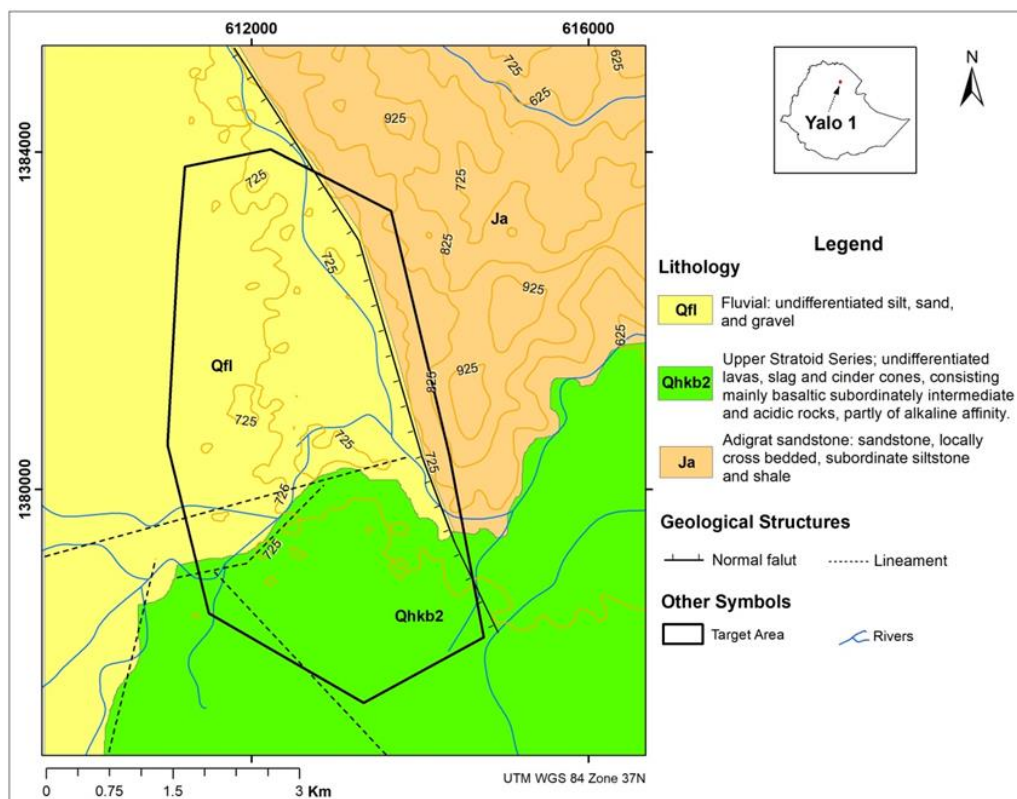 612000
616000
1384000
1380000
725
625
625
925
725
725
Ja
825
725
925
625
Qfl
825
925
725
725
725
725
725
Qhkb2
N
Yalo 1
Legend
Lithology
Qfl
Fluvial: undifferentiated silt, sand,
and gravel
Qhkb2
Upper Stratoid Series; undifferentiated
lavas, slag and cinder cones, consisting
mainly basaltic subordinately intermediate
and acidic rocks, partly of alkaline affinity.
Ja
Adigrat sandstone: sandstone, locally
cross bedded, subordinate siltstone
and shale
Geological Structures
Normal falut
Lineament
Other Symbols
Target Area
Rivers
0 0.75 1.5 3 Km
UTM WGS 84 Zone 37N